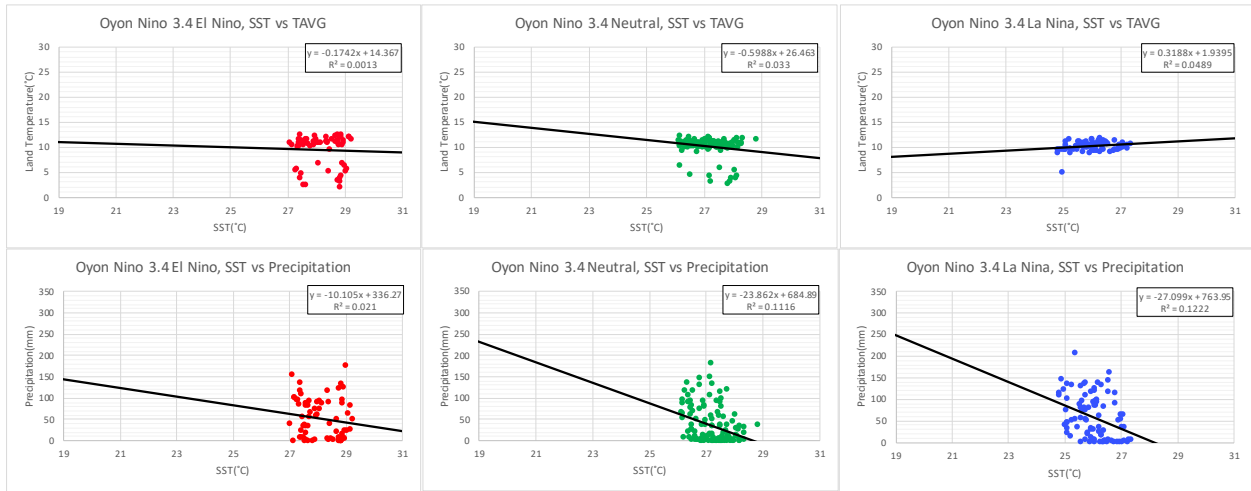 Oyon Nino 3.4 El Nino, SST vs TAVG
y = -0.1742x + 14.367
R² = 0.0013
Land Temperature(˚C)
30
25
20
15
10
5
0
19 21 23 25 27 29 31
SST(˚C)
Oyon Nino 3.4 Neutral, SST vs TAVG
y = -0.5988x + 26.463
R² = 0.033
Land Temperature(˚C)
30
25
20
15
10
5
0
19 21 23 25 27 29 31
SST(˚C)
Oyon Nino 3.4 La Nina, SST vs TAVG
y = 0.3188x + 1.9395
R² = 0.0489
Land Temperature(˚C)
30
25
20
15
10
5
0
19 21 23 25 27 29 31
SST(˚C)
Oyon Nino 3.4 El Nino, SST vs Precipitation
y = -10.105x + 336.27
R² = 0.021
Precipitation(mm)
350
300
250
200
150
100
50
0
19 21 23 25 27 29 31
SST(˚C)
Oyon Nino 3.4 Neutral, SST vs Precipitation
y = -23.862x + 684.89
R² = 0.1116
Precipitation(mm)
350
300
250
200
150
100
50
0
19 21 23 25 27 29 31
SST(˚C)
Oyon Nino 3.4 La Nina, SST vs Precipitation
y = -27.099x + 763.95
R² = 0.1222
Precipitation(mm)
350
300
250
200
150
100
50
0
19 21 23 25 27 29 31
SST(˚C)